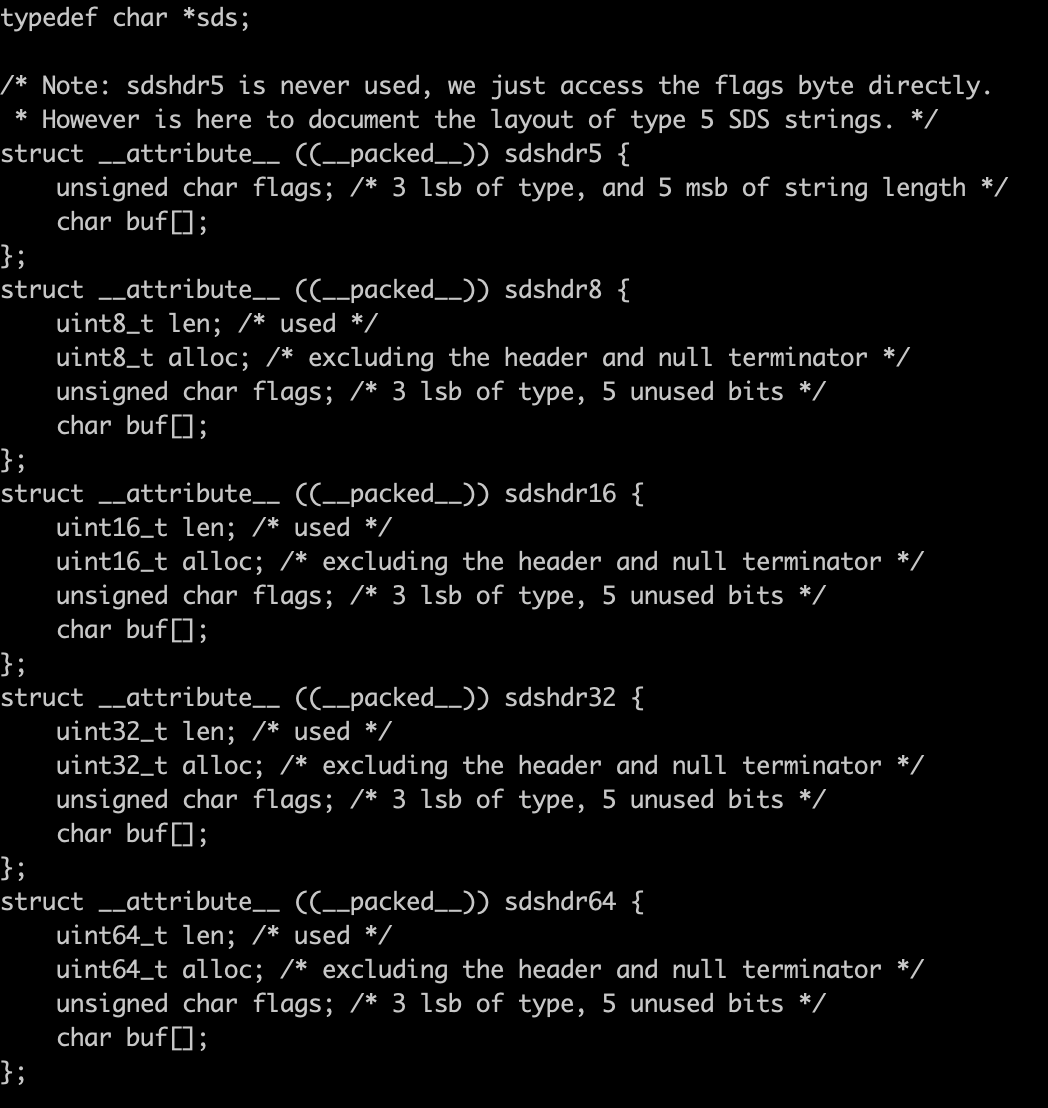 typedef char *sds;

/* Note: sdshdr5 is never used, we just access the flags byte directly.
 * However is here to document the layout of type 5 SDS strings. */
struct __attribute__ ((__packed__)) sdshdr5 {
    unsigned char flags; /* 3 lsb of type, and 5 msb of string length */
    char buf[];
};
struct __attribute__ ((__packed__)) sdshdr8 {
    uint8_t len; /* used */
    uint8_t alloc; /* excluding the header and null terminator */
    unsigned char flags; /* 3 lsb of type, 5 unused bits */
    char buf[];
};
struct __attribute__ ((__packed__)) sdshdr16 {
    uint16_t len; /* used */
    uint16_t alloc; /* excluding the header and null terminator */
    unsigned char flags; /* 3 lsb of type, 5 unused bits */
    char buf[];
};
struct __attribute__ ((__packed__)) sdshdr32 {
    uint32_t len; /* used */
    uint32_t alloc; /* excluding the header and null terminator */
    unsigned char flags; /* 3 lsb of type, 5 unused bits */
    char buf[];
};
struct __attribute__ ((__packed__)) sdshdr64 {
    uint64_t len; /* used */
    uint64_t alloc; /* excluding the header and null terminator */
    unsigned char flags; /* 3 lsb of type, 5 unused bits */
    char buf[];
};